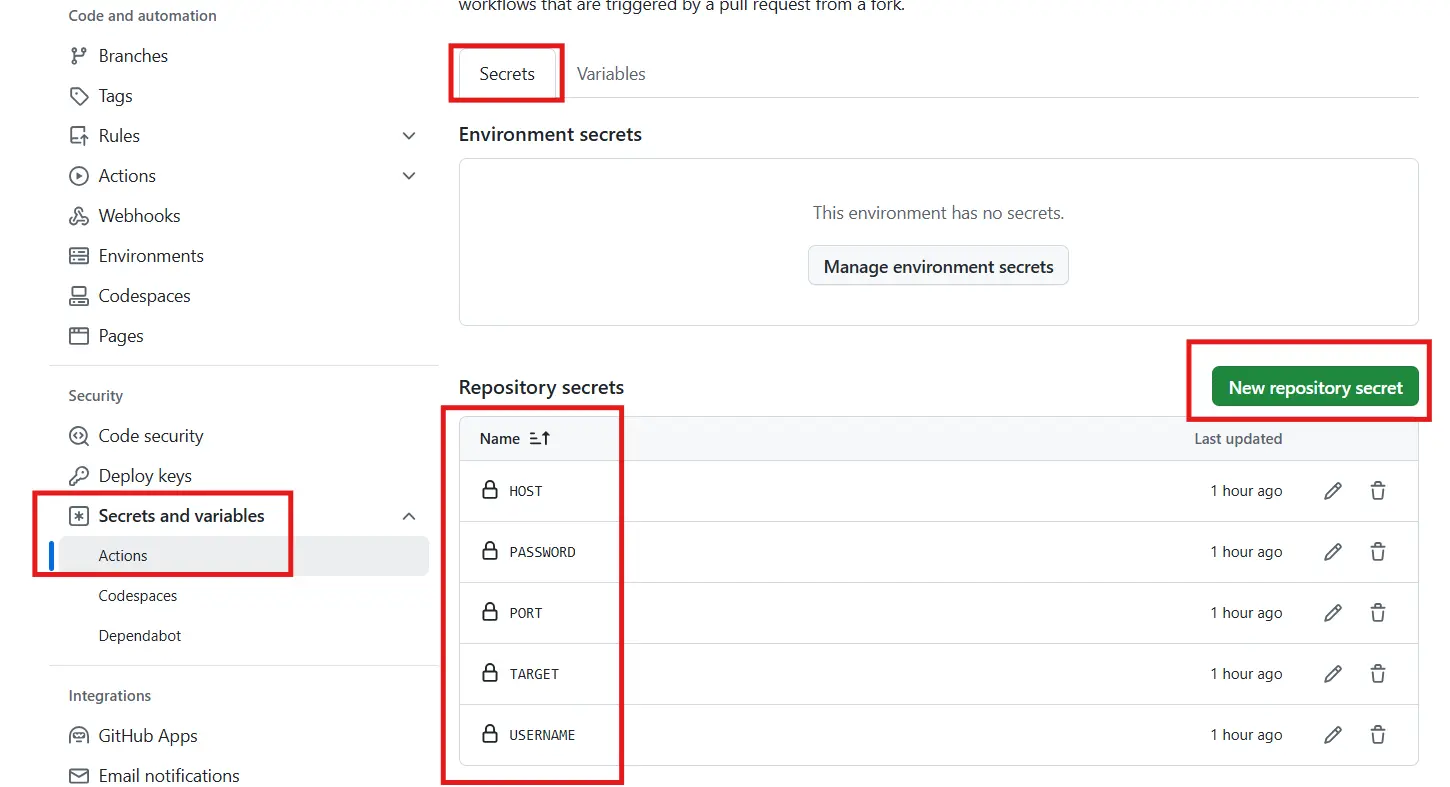 Code and automation
Branches
Tags
Rules
Actions
Webhooks
Environments
Codespaces
Pages
Security
Code security
Deploy keys
Secrets and variables
Actions
Codespaces
Dependabot
Integrations
GitHub Apps
Email notifications
workflows that are triggered by a pull request from a fork.
Secrets Variables
Environment secrets
This environment has no secrets.
Manage environment secrets
Repository secrets
New repository secret
Name Last updated
HOST 1 hour ago
PASSWORD 1 hour ago
PORT 1 hour ago
TARGET 1 hour ago
USERNAME 1 hour ago